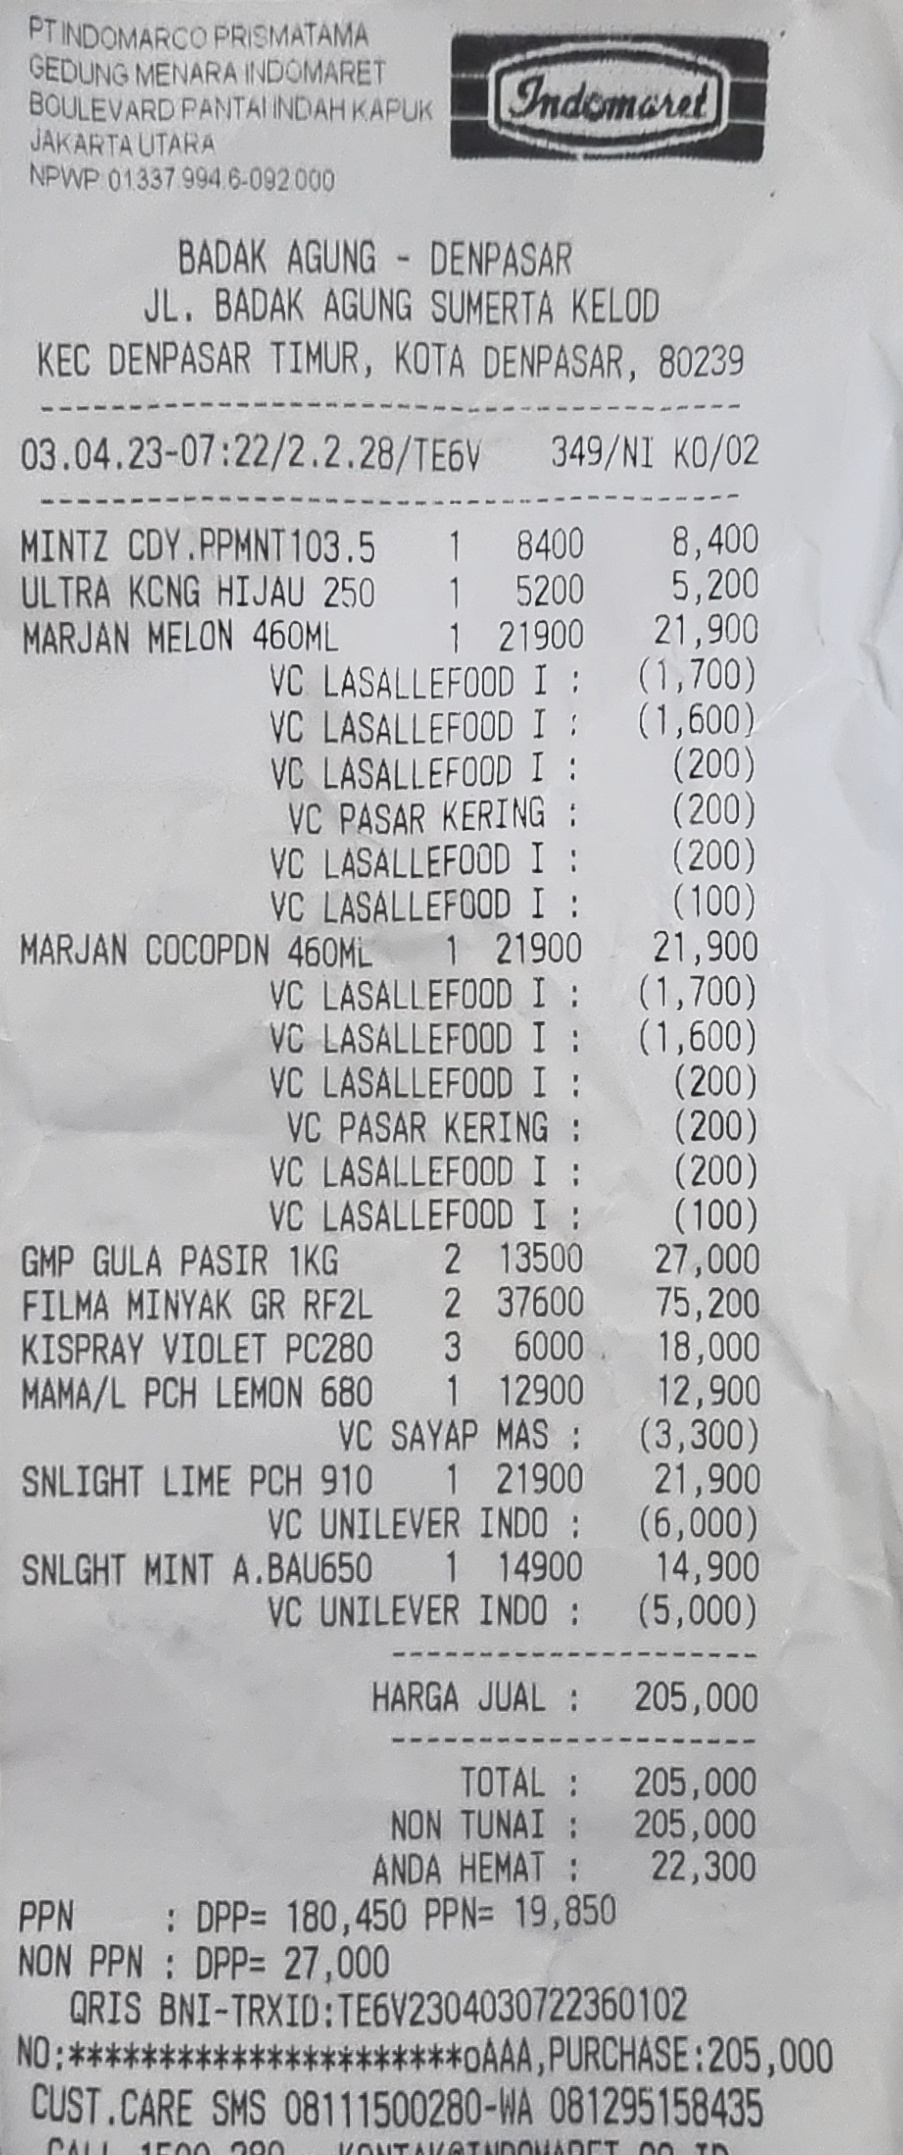 PT INDOMARCO PRISMATAMA
GEDUNG MENARA INDOMARET
BOULEVARD PANTAI INDAH KAPUK
JAKARTA UTARA
NPWP 01337.994.6-092.000
Indomaret
BADAK AGUNG - DENPASAR
JL. BADAK AGUNG SUMERTA KELOD
KEC DENPASAR TIMUR, KOTA DENPASAR, 80239
03.04.23-07:22/2.2.28/TE6V 349/NI KO/02
MINTZ CDY.PPMNT103.5 1 8400 8,400
ULTRA KCNG HIJAU 250 1 5200 5,200
MARJAN MELON 460ML 1 21900 21,900
VC LASALLEFOOD I : (1,700)
VC LASALLEFOOD I : (1,600)
VC LASALLEFOOD I : (200)
VC PASAR KERING : (200)
VC LASALLEFOOD I : (200)
VC LASALLEFOOD I : (100)
MARJAN COCOPDN 460ML 1 21900 21,900
VC LASALLEFOOD I : (1,700)
VC LASALLEFOOD I : (1,600)
VC LASALLEFOOD I : (200)
VC PASAR KERING : (200)
VC LASALLEFOOD I : (200)
VC LASALLEFOOD I : (100)
GMP GULA PASIR 1KG 2 13500 27,000
FILMA MINYAK GR RF2L 2 37600 75,200
KISPRAY VIOLET PC280 3 6000 18,000
MAMA/L PCH LEMON 680 1 12900 12,900
VC SAYAP MAS : (3,300)
SNLIGHT LIME PCH 910 1 21900 21,900
VC UNILEVER INDO : (6,000)
SNLGHT MINT A.BAU650 1 14900 14,900
VC UNILEVER INDO : (5,000)
HARGA JUAL : 205,000
TOTAL : 205,000
NON TUNAI : 205,000
ANDA HEMAT : 22,300
PPN : DPP= 180,450 PPN= 19,850
NON PPN : DPP= 27,000
QRIS BNI-TRXID:TE6V2304030722360102
NO:**********************oAAA,PURCHASE:205,000
CUST.CARE SMS 08111500280-WA 081295158435
CALL 1500 280 - KONTAK@INDOMARET.CO.ID